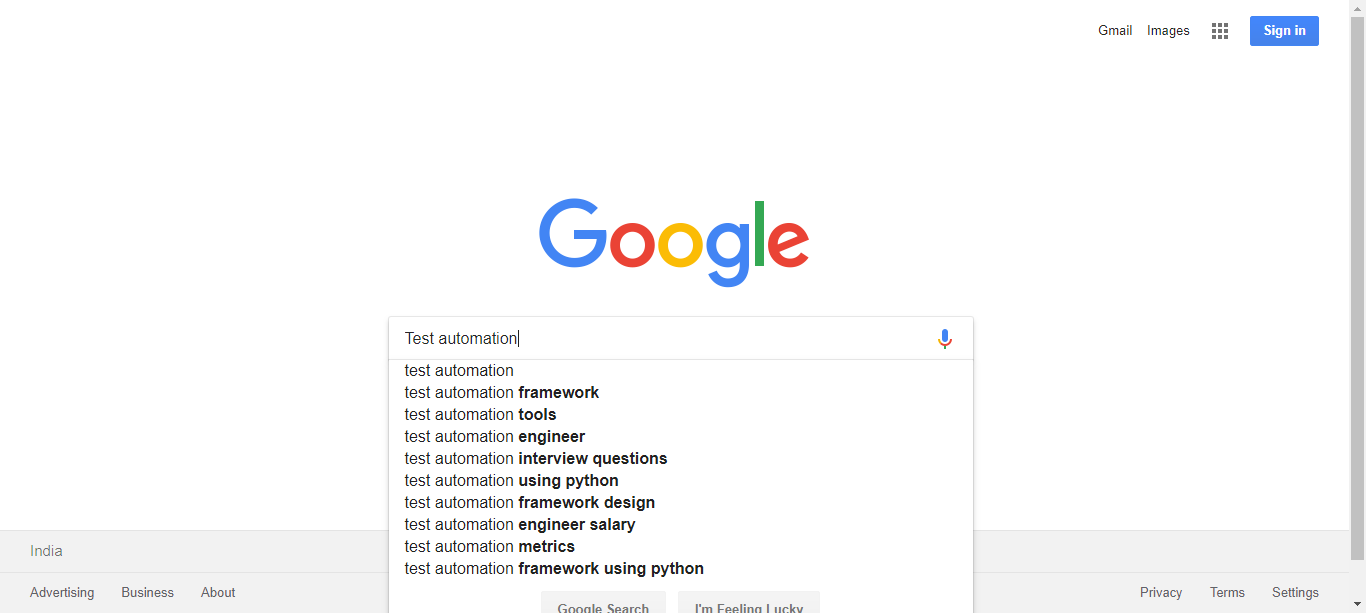 Gmail Images Sign in
Google
Test automation
test automation
test automation framework
test automation tools
test automation engineer
test automation interview questions
test automation using python
test automation framework design
test automation engineer salary
test automation metrics
test automation framework using python
India
Advertising Business About Privacy Terms Settings
Google Search I'm Feeling Lucky